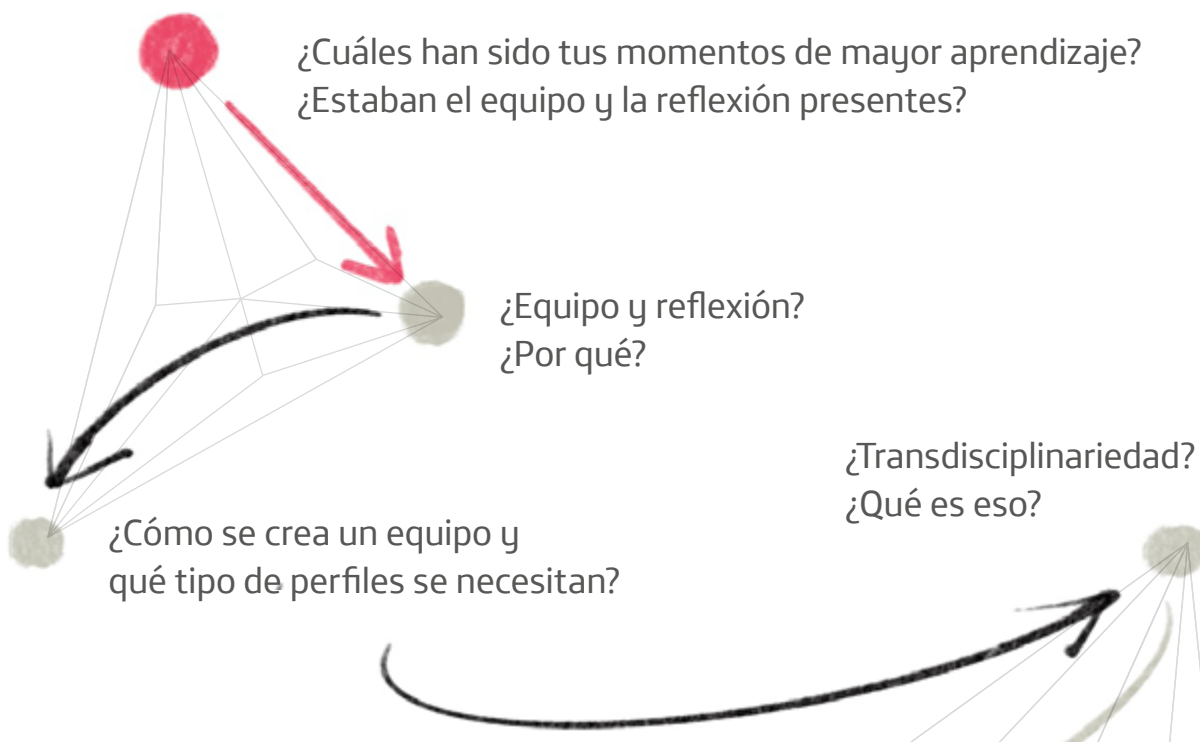 ¿Cuáles han sido tus momentos de mayor aprendizaje?
¿Estaban el equipo y la reflexión presentes?
¿Equipo y reflexión?
¿Por qué?
¿Cómo se crea un equipo y
qué tipo de perfiles se necesitan?
¿Transdisciplinariedad?
¿Qué es eso?